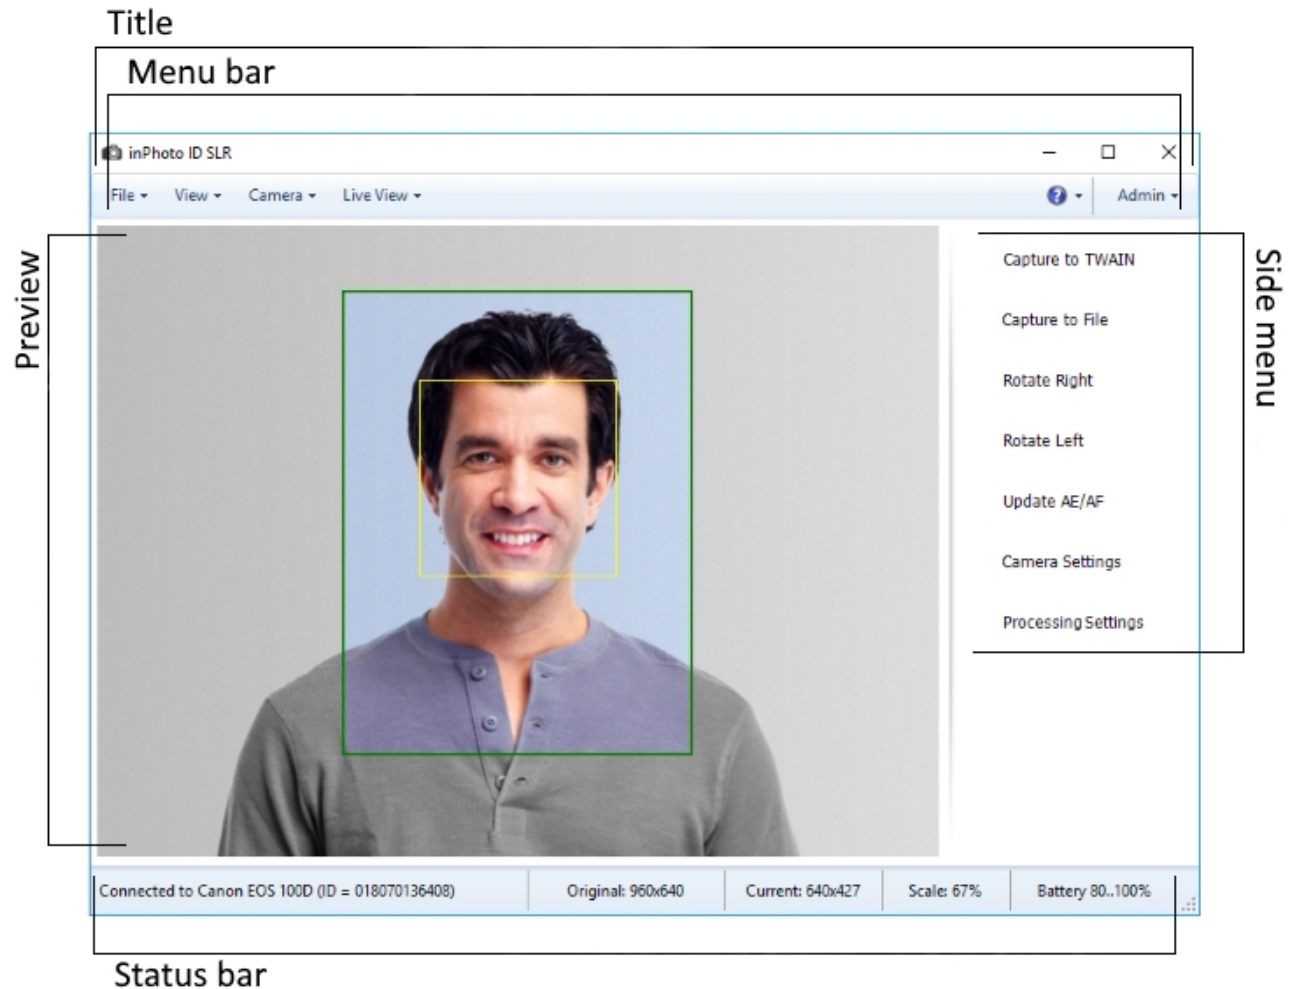 Title
Menu bar
inPhoto ID SLR
File View Camera Live View ? Admin
Preview
Capture to TWAIN
Capture to File
Rotate Right
Rotate Left
Update AE/AF
Camera Settings
Processing Settings
Side menu
Connected to Canon EOS 100D (ID = 018070136408) Original: 960x640 Current: 640x427 Scale: 67% Battery 80..100%
Status bar